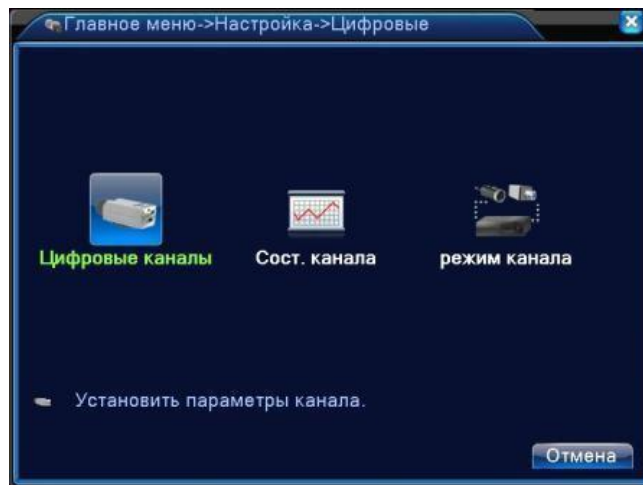 Главное меню->Настройка->Цифровые
Цифровые каналы
Сост. канала
режим канала
Установить параметры канала.
Отмена